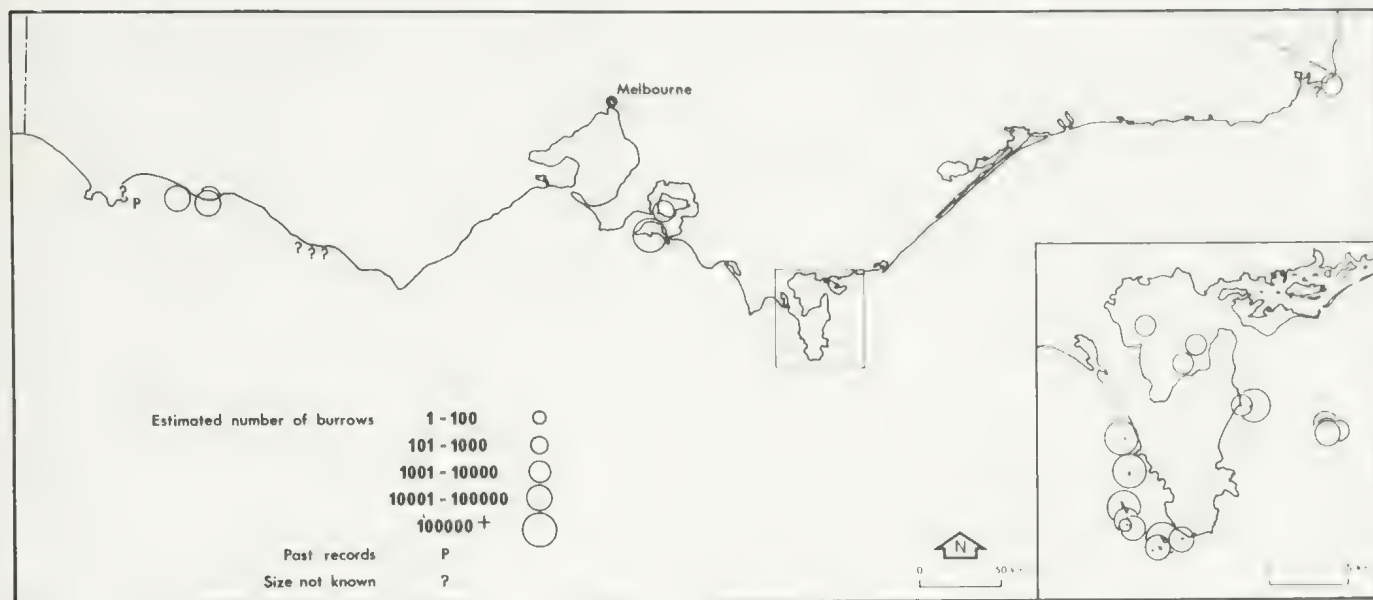 Melbourne
?
?
P
? ? ?
Estimated number of burrows 1 - 100
101 - 1000
1001 - 10000
10001 - 100000
100000 +
Past records P
Size not known ?
N
0 50